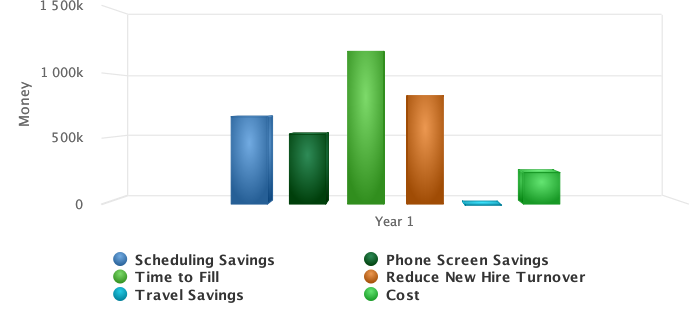 1 500k
1 000k
500k
0
Money
Year 1
Scheduling Savings
Phone Screen Savings
Time to Fill
Reduce New Hire Turnover
Travel Savings
Cost